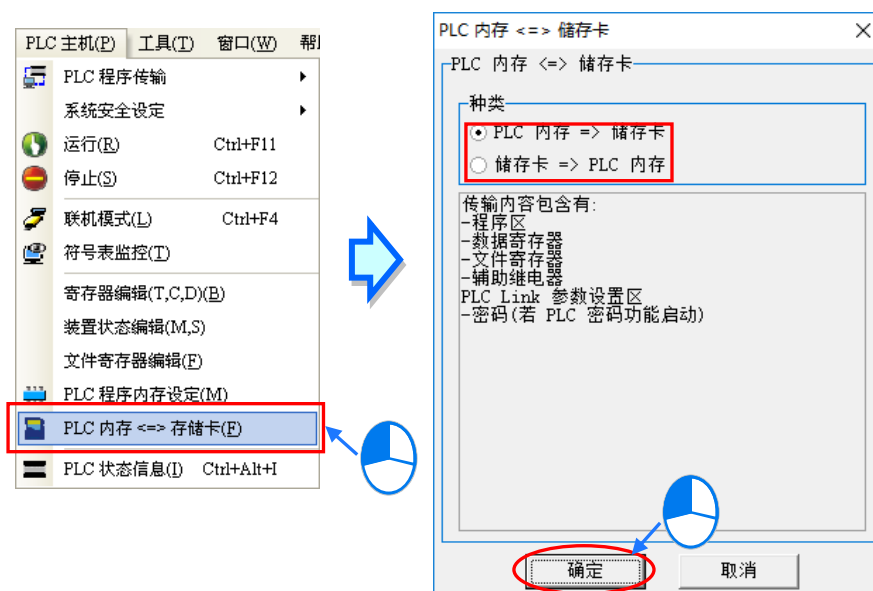 PLC 主机(P) 工具(T) 窗口(W) 帮
PLC 程序传输
系统安全设定
运行(R) Ctrl+F11
停止(S) Ctrl+F12
联机模式(L) Ctrl+F4
符号表监控(T)
寄存器编辑(T,C,D)(B)
装置状态编辑(M,S)
文件寄存器编辑(F)
PLC 程序内存设定(M)
PLC 内存 <=> 存储卡(F)
PLC 状态信息(I) Ctrl+Alt+I
PLC 内存 <=> 储存卡
PLC 内存 <=> 储存卡
种类
PLC 内存 => 储存卡
储存卡 => PLC 内存
传输内容包含有:
-程序区
-数据寄存器
-文件寄存器
-辅助继电器
PLC Link 参数设置区
-密码(若 PLC 密码功能启动)
确定 取消